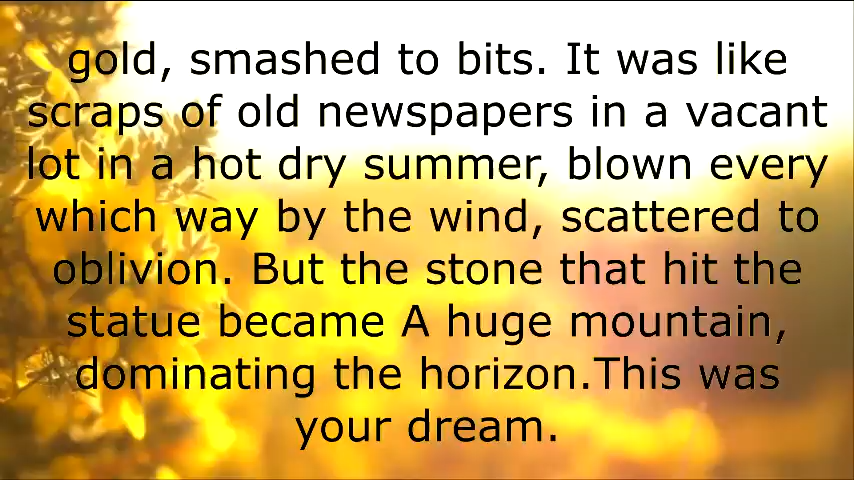 gold, smashed to bits. It was like
scraps of old newspapers in a vacant
lot in a hot dry summer, blown every
which way by the wind, scattered to
oblivion. But the stone that hit the
statue became A huge mountain,
dominating the horizon.This was
your dream.